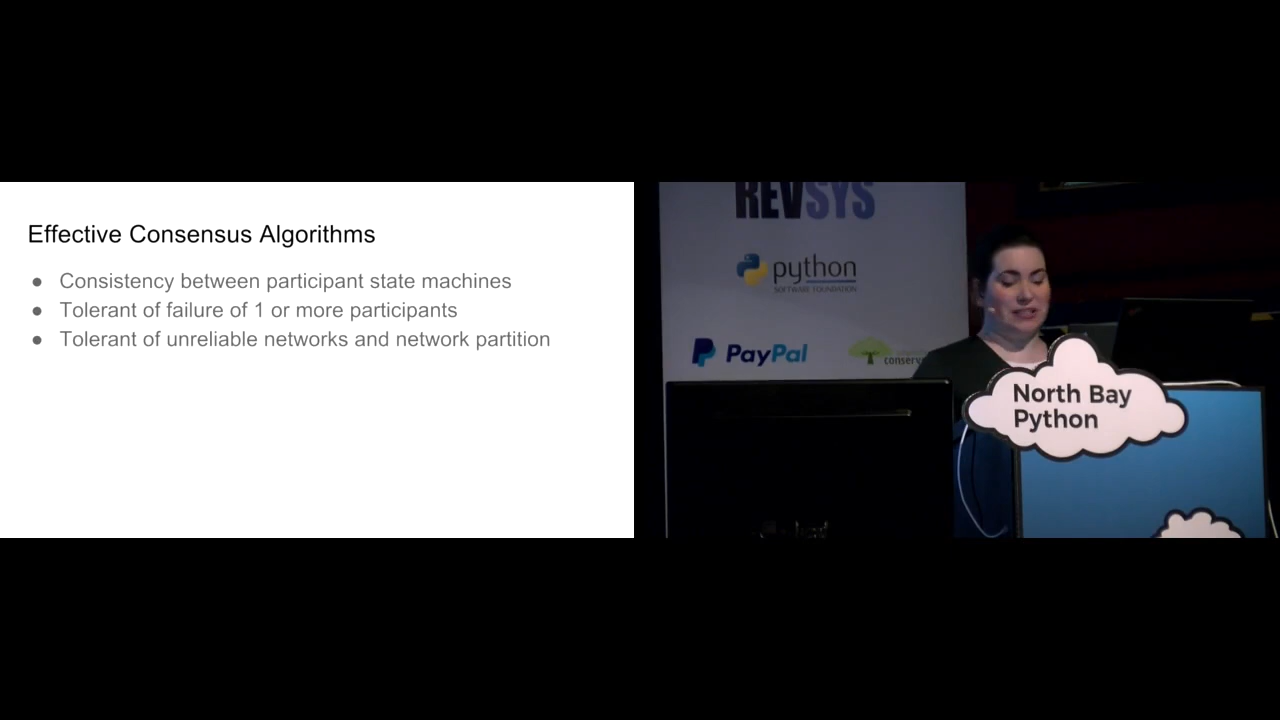 Effective Consensus Algorithms
● Consistency between participant state machines
● Tolerant of failure of 1 or more participants
● Tolerant of unreliable networks and network partition
REVSYS
python
SOFTWARE FOUNDATION
PayPal
North Bay
Python